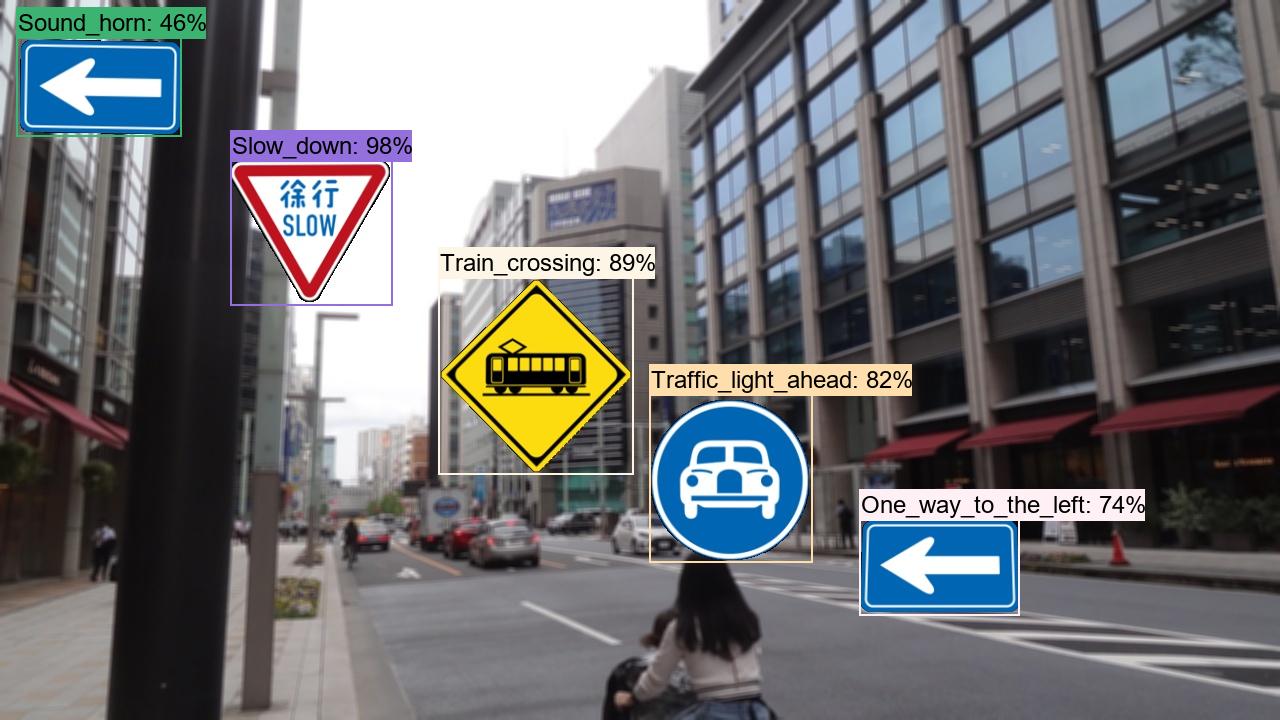 Sound_horn: 46%
Slow_down: 98%
徐行
SLOW
Train_crossing: 89%
Traffic_light_ahead: 82%
One_way_to_the_left: 74%